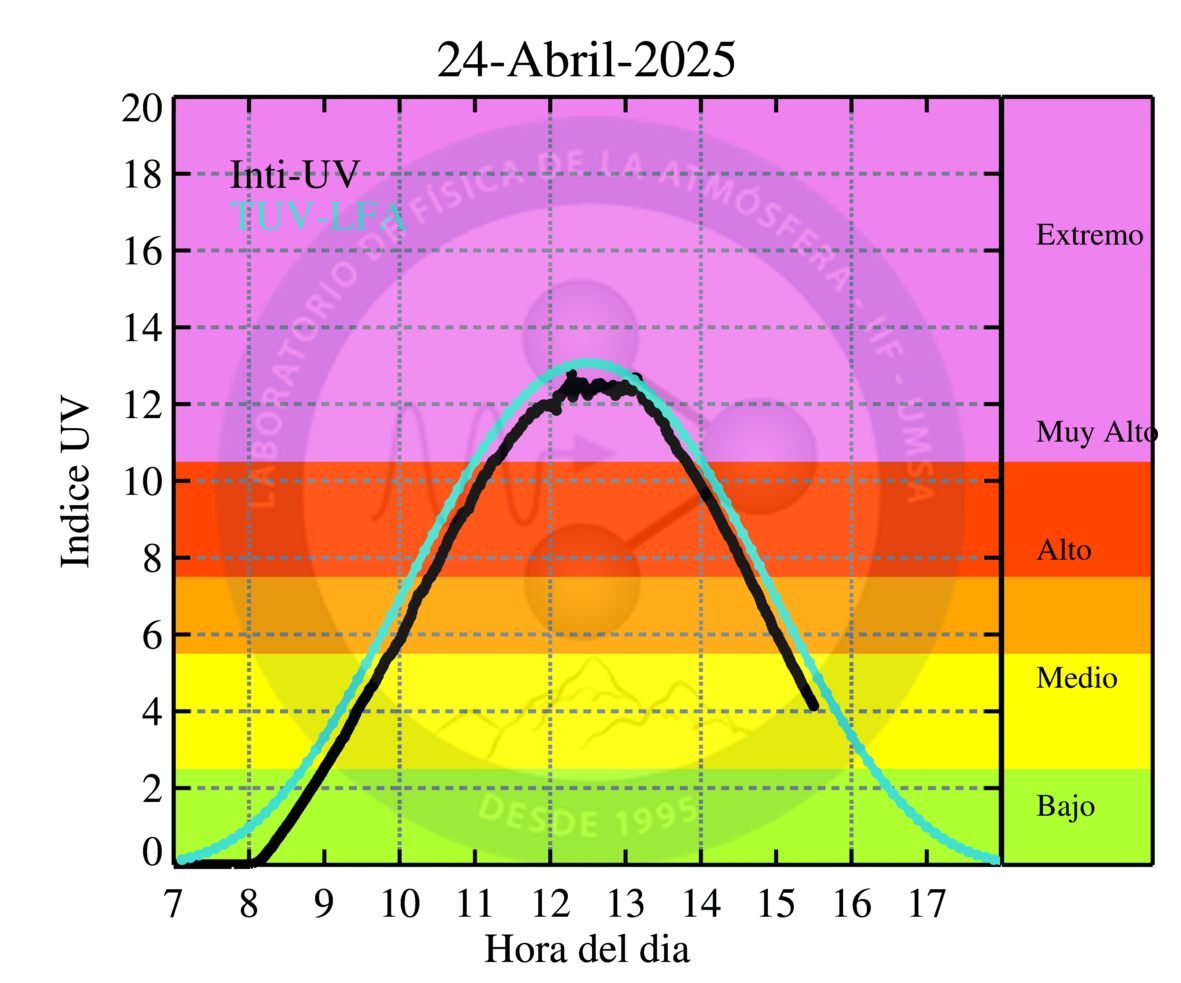 24-Abril-2025
20
18
16
14
12
10
8
6
4
2
0
Indice UV
Inti-UV
TUV-LFA
LABORATORIO DE FÍSICA DE LA ATMÓSFERA - IIF - UMSA
DESDE 1995
Extremo
Muy Alto
Alto
Medio
Bajo
7 8 9 10 11 12 13 14 15 16 17
Hora del dia